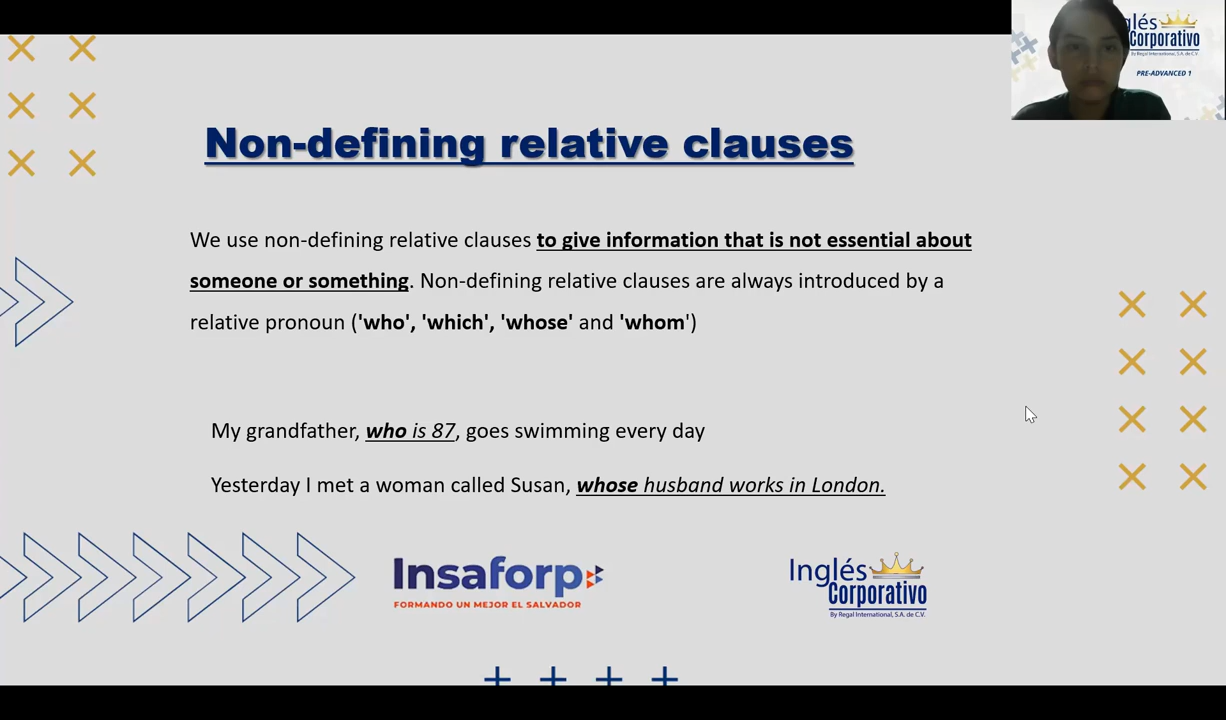 glés
Corporativo
By Regal International, S.A. de C.V.
PRE-ADVANCED 1
Non-defining relative clauses
We use non-defining relative clauses to give information that is not essential about
someone or something. Non-defining relative clauses are always introduced by a
relative pronoun ('who', 'which', 'whose' and 'whom')
My grandfather, who is 87, goes swimming every day
Yesterday I met a woman called Susan, whose husband works in London.
Insaforp
FORMANDO UN MEJOR EL SALVADOR
Inglés
Corporativo
By Regal International, S.A. de C.V.